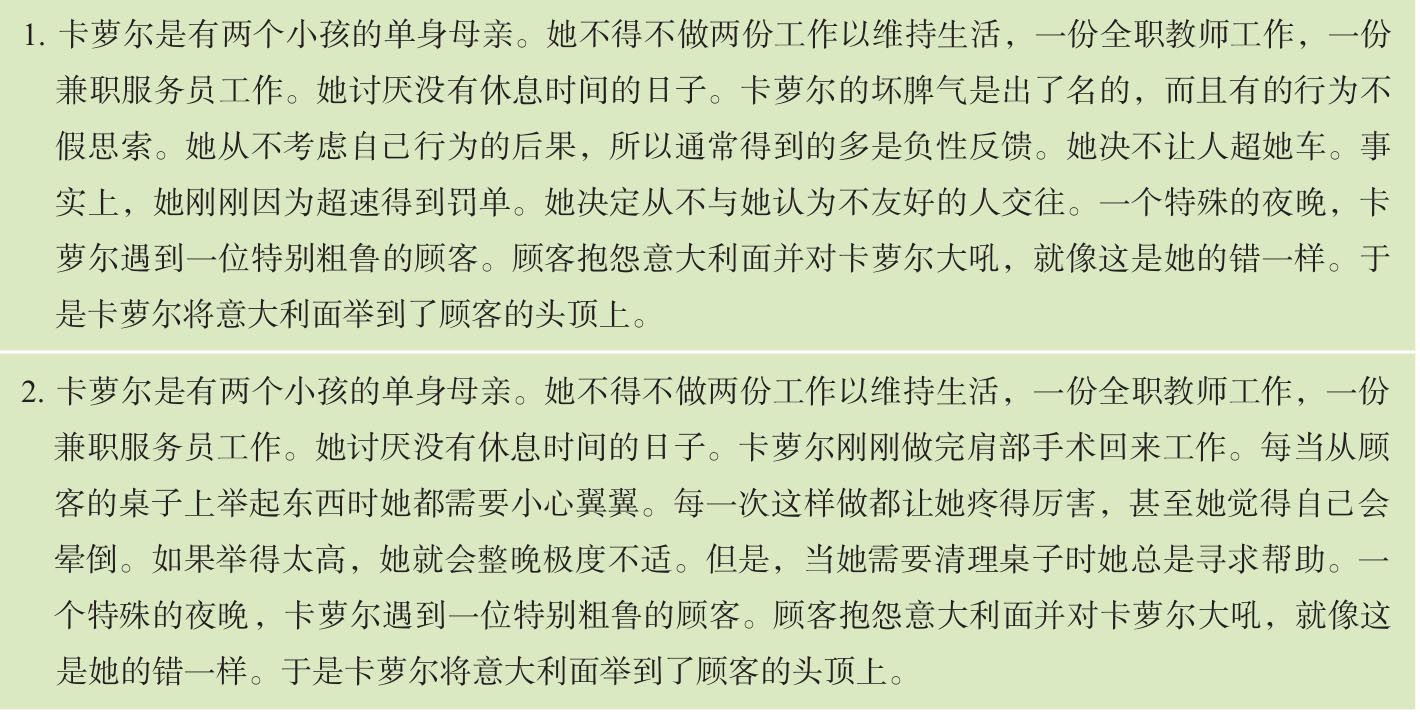 1. 卡萝尔是有两个小孩的单身母亲。她不得不做两份工作以维持生活，一份全职教师工作，一份
兼职服务员工作。她讨厌没有休息时间的日子。卡萝尔的坏脾气是出了名的，而且有的行为不
假思索。她从不考虑自己行为的后果，所以通常得到的多是负性反馈。她决不让人超她车。事
实上，她刚刚因为超速得到罚单。她决定从不与她认为不友好的人交往。一个特殊的夜晚，卡
萝尔遇到一位特别粗鲁的顾客。顾客抱怨意大利面并对卡萝尔大吼，就像这是她的错一样。于
是卡萝尔将意大利面举到了顾客的头顶上。
2. 卡萝尔是有两个小孩的单身母亲。她不得不做两份工作以维持生活，一份全职教师工作，一份
兼职服务员工作。她讨厌没有休息时间的日子。卡萝尔刚刚做完肩部手术回来工作。每当从顾
客的桌子上举起东西时她都需要小心翼翼。每一次这样做都让她疼得厉害，甚至她觉得自己会
晕倒。如果举得太高，她就会整晚极度不适。但是，当她需要清理桌子时她总是寻求帮助。一
个特殊的夜晚，卡萝尔遇到一位特别粗鲁的顾客。顾客抱怨意大利面并对卡萝尔大吼，就像这
是她的错一样。于是卡萝尔将意大利面举到了顾客的头顶上。